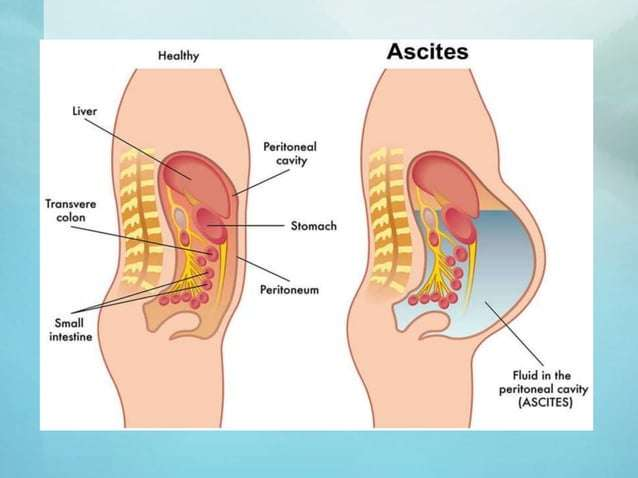 Healthy
Ascites
Liver
Peritoneal
cavity
Transvere
colon
Stomach
Peritoneum
Small
intestine
Fluid in the
peritoneal cavity
(ASCITES)